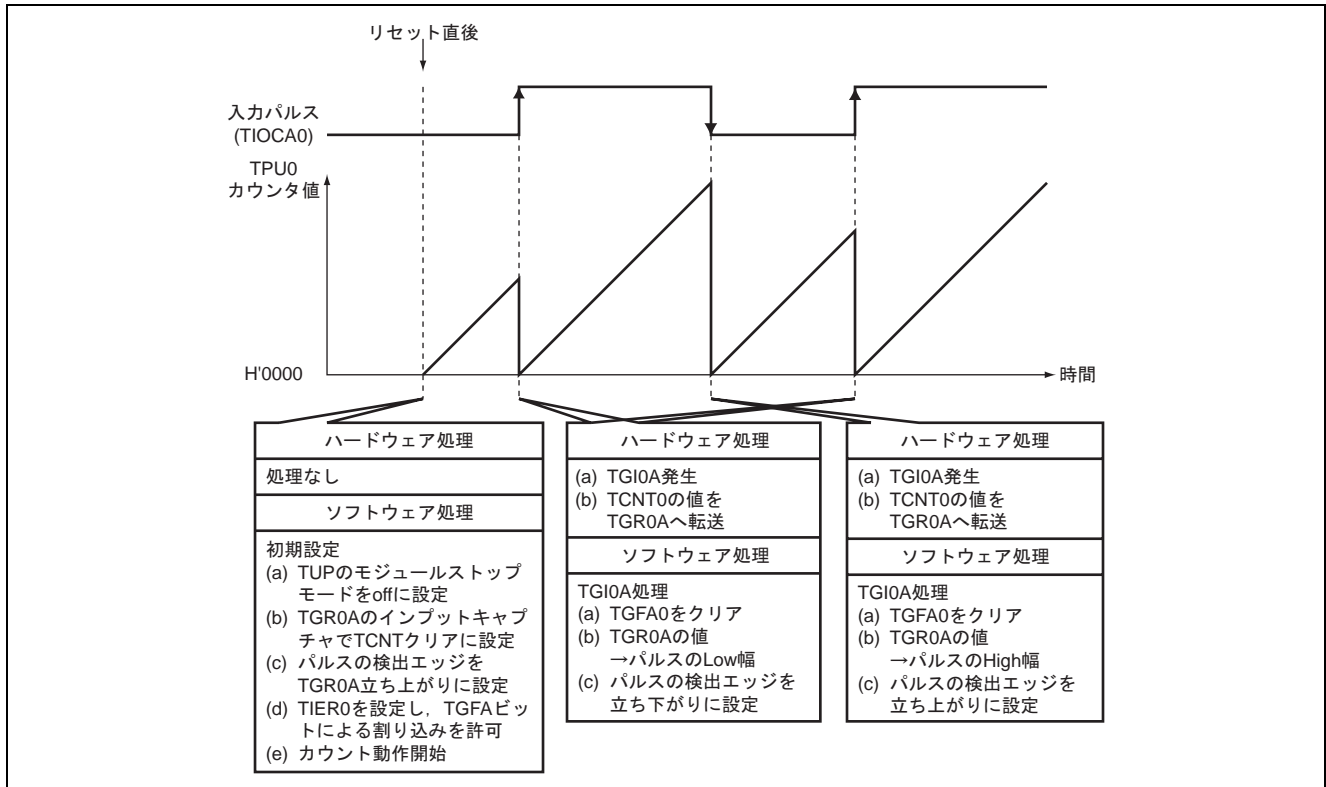 リセット直後
入力パルス
(TIOCA0)
TPU0
カウンタ値
H'0000
時間
ハードウェア処理
処理なし
ソフトウェア処理
初期設定
(a) TUPのモジュールストップ
モードをoffに設定
(b) TGR0Aのインプットキャプ
チャでTCNTクリアに設定
(c) パルスの検出エッジを
TGR0A立ち上がりに設定
(d) TIER0を設定し，TGFAビッ
トによる割り込みを許可
(e) カウント動作開始
ハードウェア処理
(a) TGI0A発生
(b) TCNT0の値を
TGR0Aへ転送
ソフトウェア処理
TGI0A処理
(a) TGFA0をクリア
(b) TGR0Aの値
→パルスのLow幅
(c) パルスの検出エッジを
立ち下がりに設定
ハードウェア処理
(a) TGI0A発生
(b) TCNT0の値を
TGR0Aへ転送
ソフトウェア処理
TGI0A処理
(a) TGFA0をクリア
(b) TGR0Aの値
→パルスのHigh幅
(c) パルスの検出エッジを
立ち上がりに設定